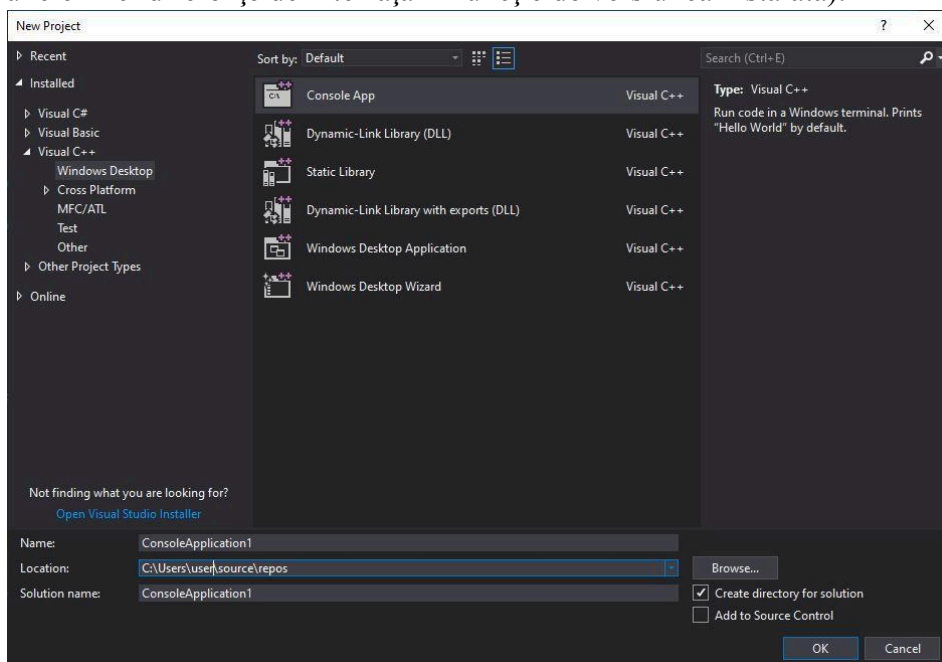 New Project
? X
Recent
Sort by: Default
Search (Ctrl+E)
Installed
Visual C#
Visual Basic
Visual C++
Windows Desktop
Cross Platform
MFC/ATL
Test
Other
Other Project Types
Online
Console App Visual C++
Dynamic-Link Library (DLL) Visual C++
Static Library Visual C++
Dynamic-Link Library with exports (DLL) Visual C++
Windows Desktop Application Visual C++
Windows Desktop Wizard Visual C++
Type: Visual C++
Run code in a Windows terminal. Prints
"Hello World" by default.
Not finding what you are looking for?
Open Visual Studio Installer
Name: ConsoleApplication1
Location: C:\Users\user\source\repos
Browse...
Solution name: ConsoleApplication1
Create directory for solution
Add to Source Control
OK Cancel